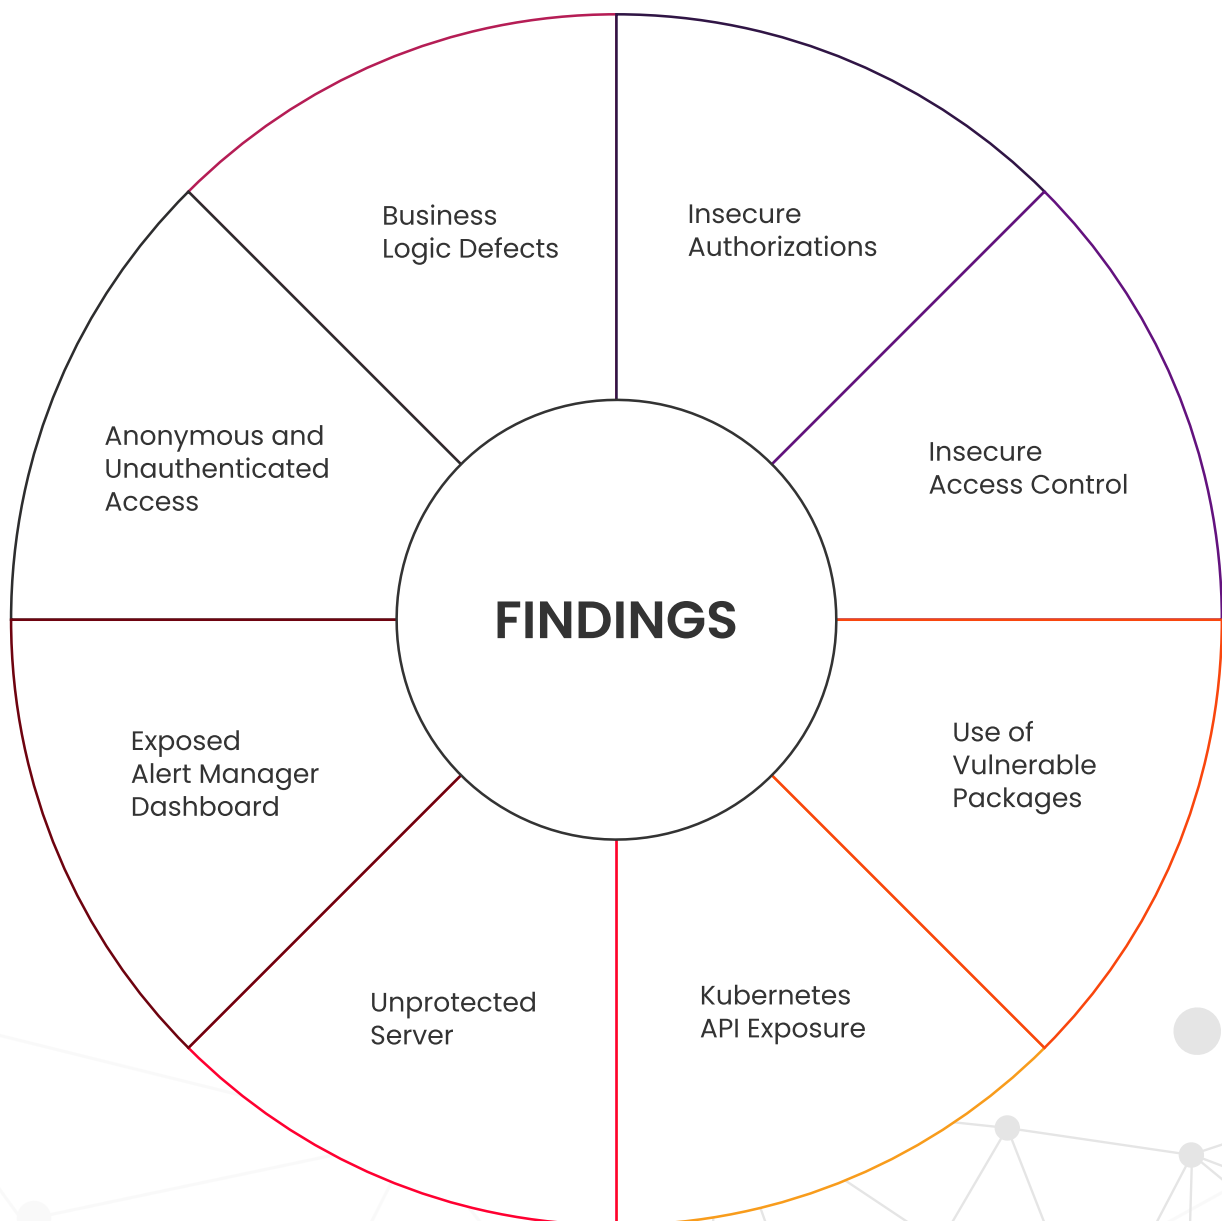 Business
Logic Defects
Insecure
Authorizations
Anonymous and
Unauthenticated
Access
Insecure
Access Control
FINDINGS
Exposed
Alert Manager
Dashboard
Use of
Vulnerable
Packages
Unprotected
Server
Kubernetes
API Exposure